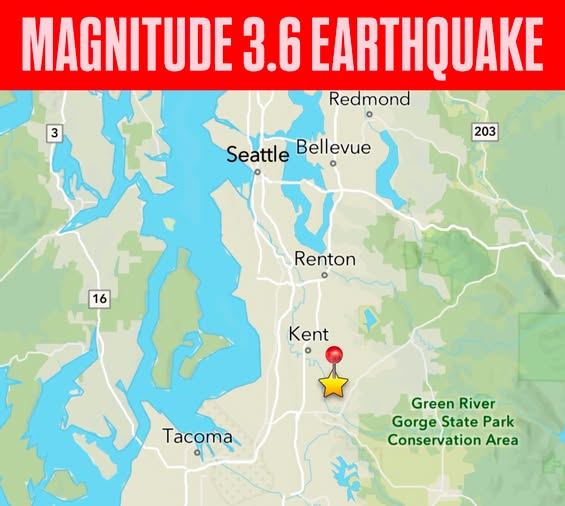 MAGNITUDE 3.6 EARTHQUAKE
Redmond
3
203
Seattle
Bellevue
Renton
16
Kent
Green River
Gorge State Park
Conservation Area
Tacoma